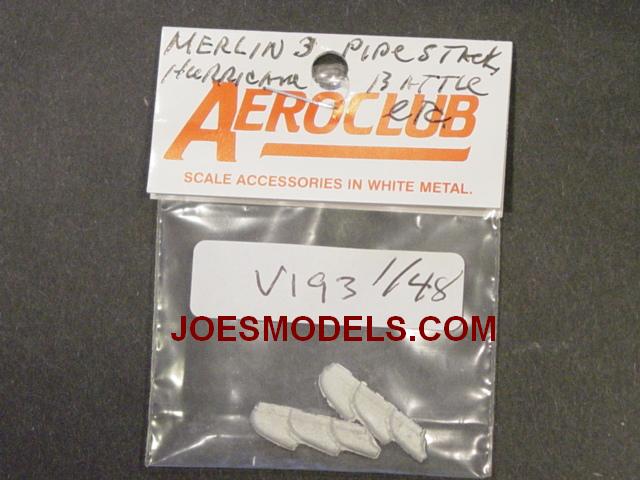 MERLIN 3 PIPE STACK,
HURRICANE BATTLE
etc.
AEROCLUB
SCALE ACCESSORIES IN WHITE METAL.
V193 1/48
JOESMODELS.COM